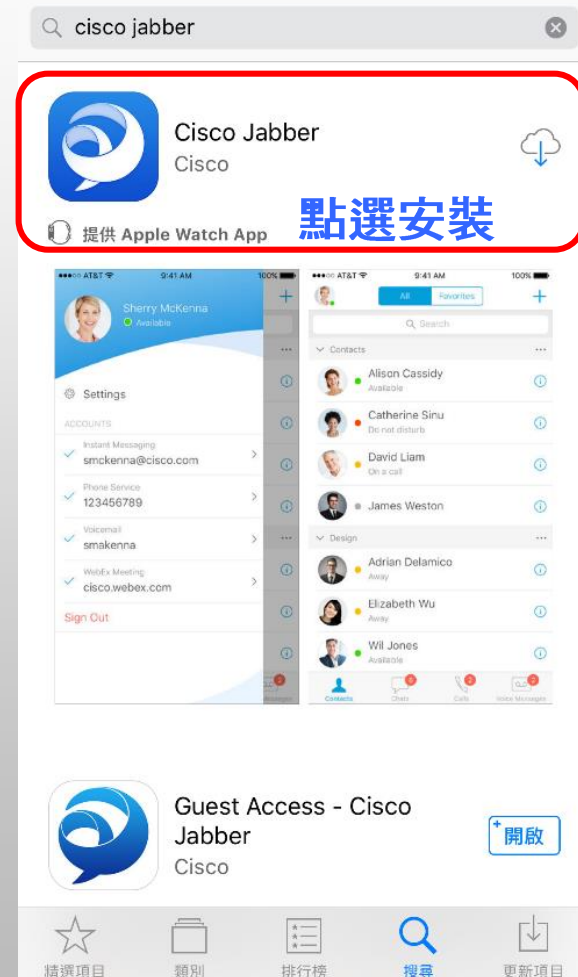 cisco jabber
Cisco Jabber
Cisco
點選安裝
提供 Apple Watch App
AT&T 9:41 AM 100%
Sherry McKenna
Available
Settings
ACCOUNTS
Instant Messaging
smckenna@cisco.com
Phone Service
123456789
Voicemail
smakenna
WebEx Meeting
cisco.webex.com
Sign Out
2
AT&T 9:41 AM 100%
All Favorites
Search
Contacts
Alison Cassidy
Available
Catherine Sinu
Do not disturb
David Liam
On a call
James Weston
Design
Adrian Delamico
Away
Elizabeth Wu
Away
Wil Jones
Available
Contacts Chats Calls Voice Messages
Guest Access - Cisco
Jabber
Cisco
開啟
精選項目 類別 排行榜 搜尋 更新項目